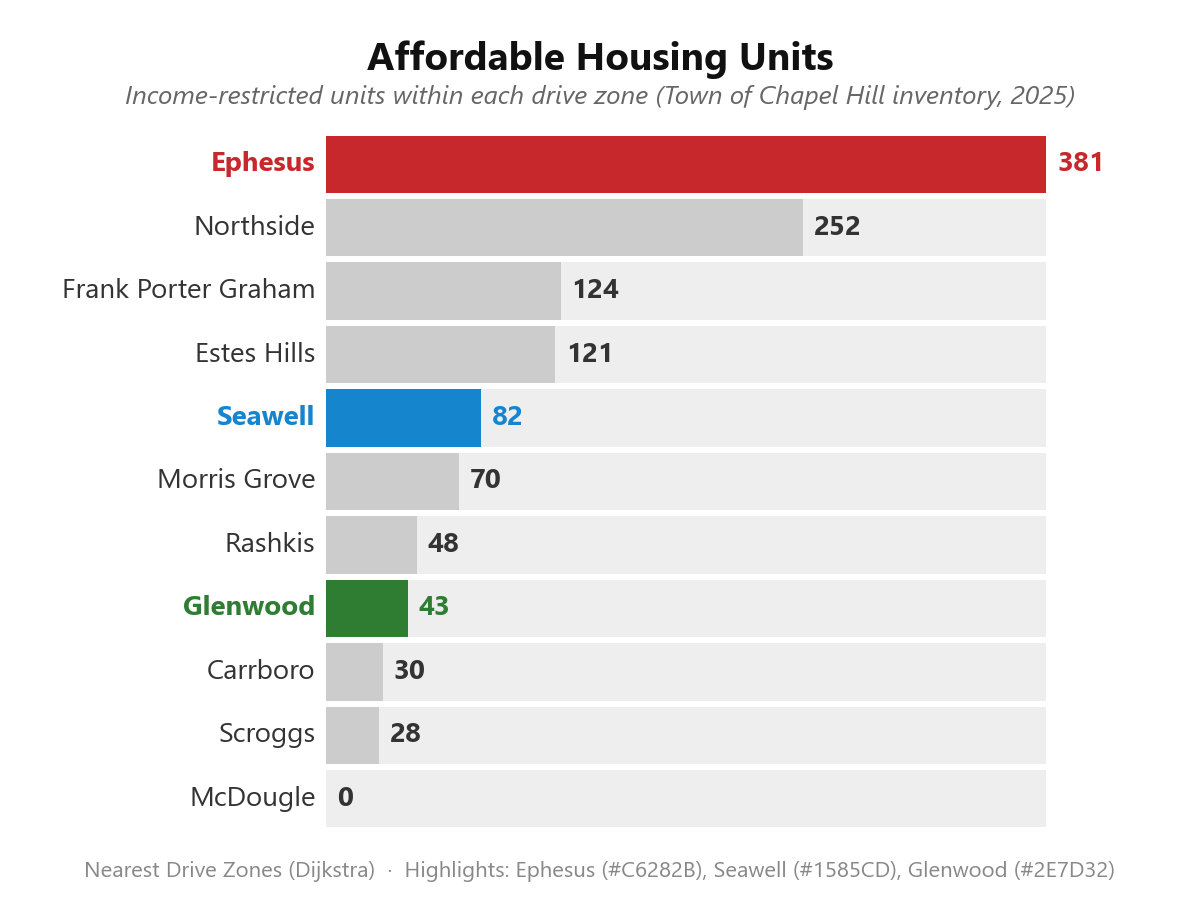 Affordable Housing Units
Income-restricted units within each drive zone (Town of Chapel Hill inventory, 2025)
Ephesus 381
Northside 252
Frank Porter Graham 124
Estes Hills 121
Seawell 82
Morris Grove 70
Rashkis 48
Glenwood 43
Carrboro 30
Scroggs 28
McDougle 0
Nearest Drive Zones (Dijkstra) · Highlights: Ephesus (#C6282B), Seawell (#1585CD), Glenwood (#2E7D32)